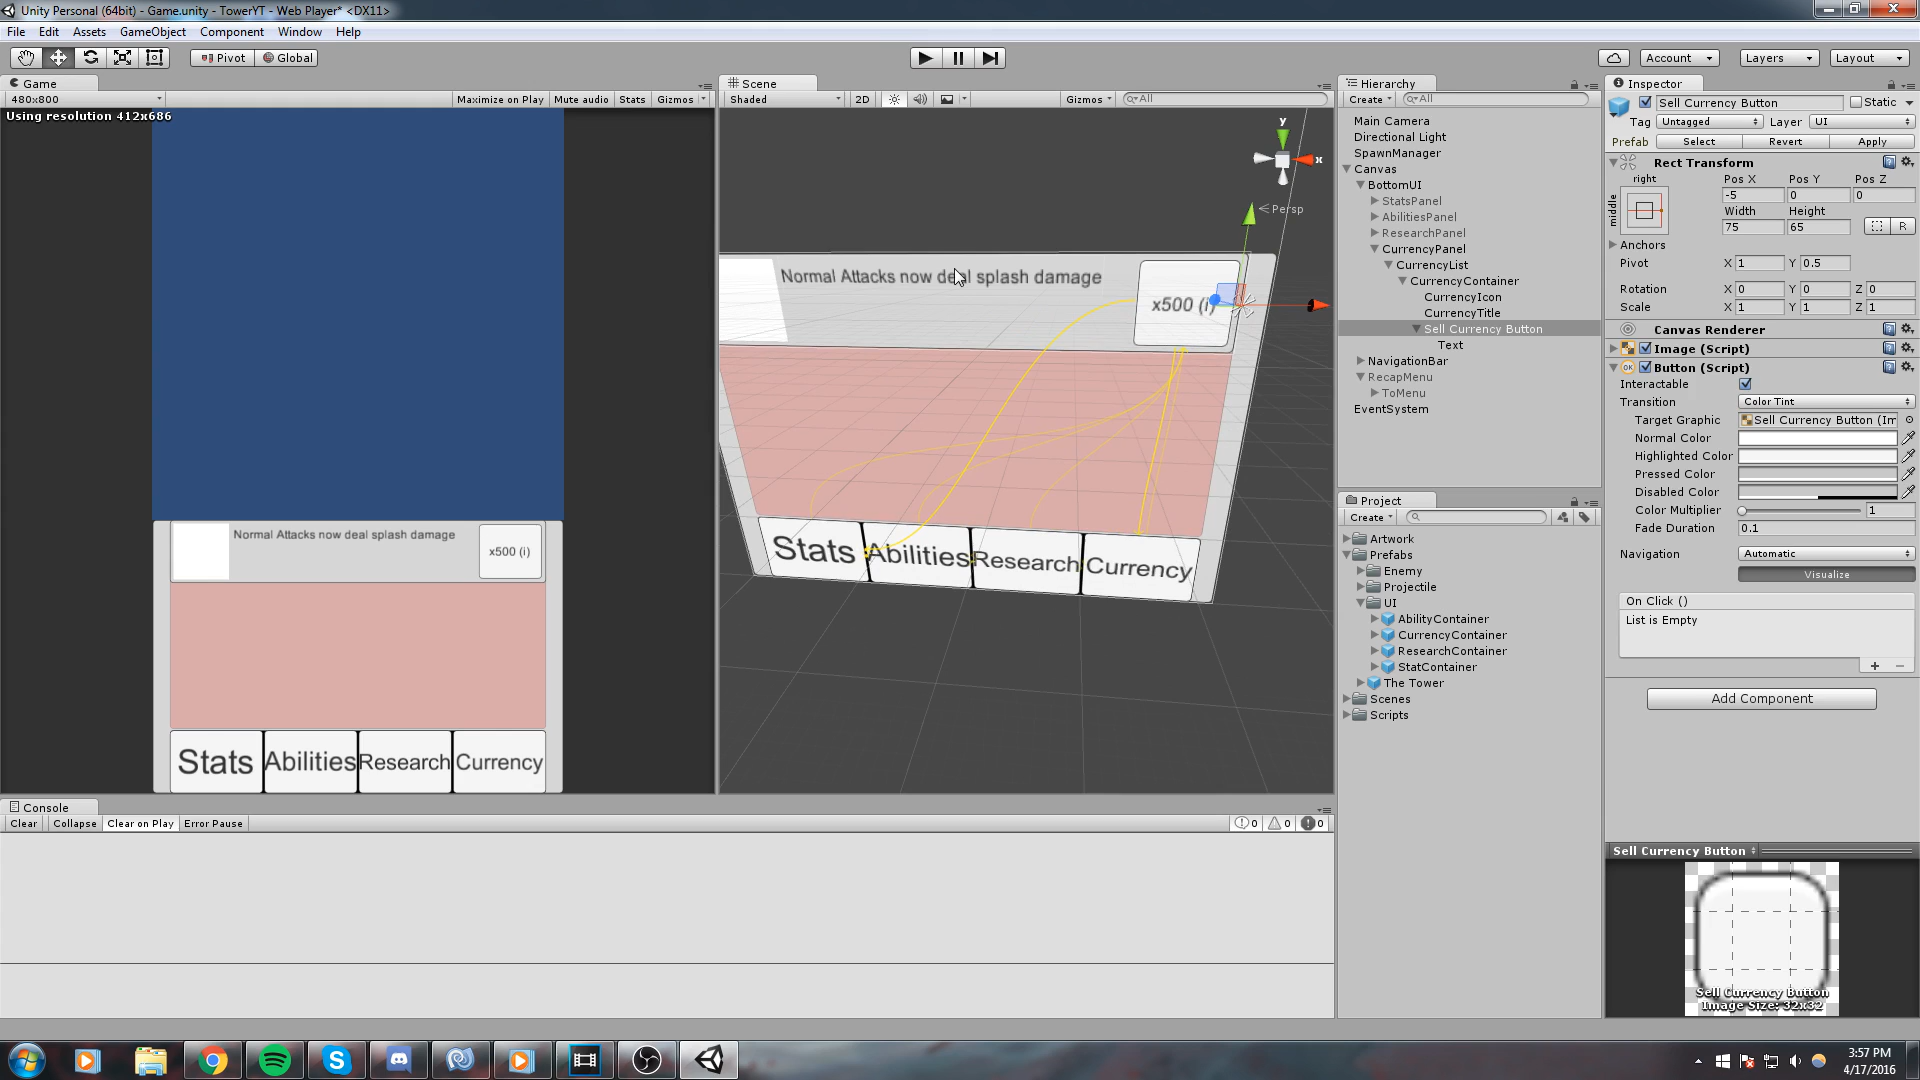 Unity Personal (64bit) - Game.unity - TowerYT - Web Player* <DX11>
File Edit Assets GameObject Component Window Help
Pivot Global Account Layers Layout
Game
480x800 Maximize on Play Mute audio Stats Gizmos
Using resolution 412x686
Normal Attacks now deal splash damage
x500 (i)
Stats Abilities Research Currency
Scene
Shaded 2D Gizmos All
y
x
Persp
Normal Attacks now deal splash damage
x500 (i)
Stats Abilities Research Currency
Console
Clear Collapse Clear on Play Error Pause 0 0 0
Hierarchy
Create All
Main Camera
Directional Light
SpawnManager
Canvas
BottomUI
StatsPanel
AbilitiesPanel
ResearchPanel
CurrencyPanel
CurrencyList
CurrencyContainer
CurrencyIcon
CurrencyTitle
Sell Currency Button
Text
NavigationBar
RecapMenu
ToMenu
EventSystem
Project
Create
Artwork
Prefabs
Enemy
Projectile
UI
AbilityContainer
CurrencyContainer
ResearchContainer
StatContainer
The Tower
Scenes
Scripts
Inspector
Sell Currency Button Static
Tag Untagged Layer UI
Prefab Select Revert Apply
Rect Transform
right Pos X Pos Y Pos Z
middle -5 0 0
Width Height
75 65
R
Anchors
Pivot X 1 Y 0.5
Rotation X 0 Y 0 Z 0
Scale X 1 Y 1 Z 1
Canvas Renderer
Image (Script)
Button (Script)
Interactable
Transition Color Tint
Target Graphic Sell Currency Button (Im
Normal Color
Highlighted Color
Pressed Color
Disabled Color
Color Multiplier 1
Fade Duration 0.1
Navigation Automatic
Visualize
On Click ()
List is Empty
Add Component
Sell Currency Button
Sell Currency Button
Image Size: 32x32
3:57 PM
4/17/2016